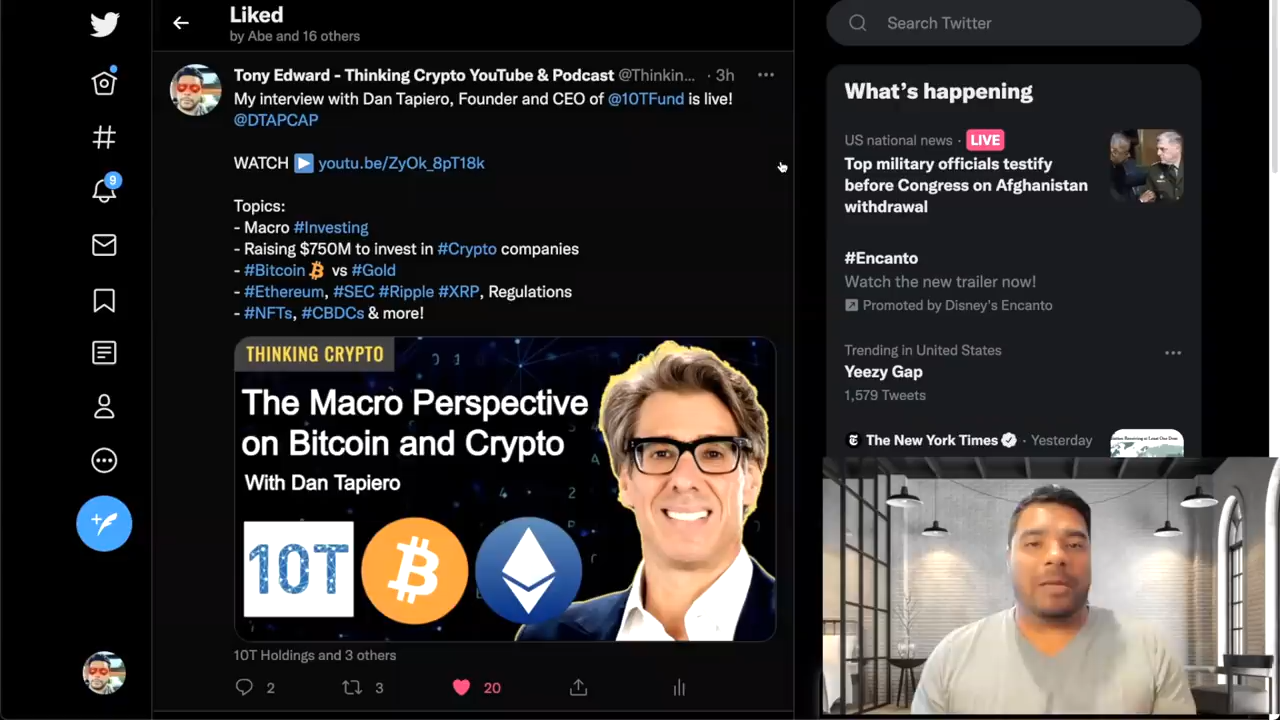 Liked
by Abe and 16 others
Tony Edward - Thinking Crypto YouTube & Podcast @Thinkin... · 3h
My interview with Dan Tapiero, Founder and CEO of @10TFund is live!
@DTAPCAP
WATCH ▶ youtu.be/ZyOk_8pT18k
Topics:
- Macro #Investing
- Raising $750M to invest in #Crypto companies
- #Bitcoin ₿ vs #Gold
- #Ethereum, #SEC #Ripple #XRP, Regulations
- #NFTs, #CBDCs & more!
THINKING CRYPTO
The Macro Perspective
on Bitcoin and Crypto
With Dan Tapiero
10T
10T Holdings and 3 others
2 3 20
9
Search Twitter
What's happening
US national news · LIVE
Top military officials testify
before Congress on Afghanistan
withdrawal
#Encanto
Watch the new trailer now!
Promoted by Disney's Encanto
Trending in United States
Yeezy Gap
1,579 Tweets
The New York Times · Yesterday